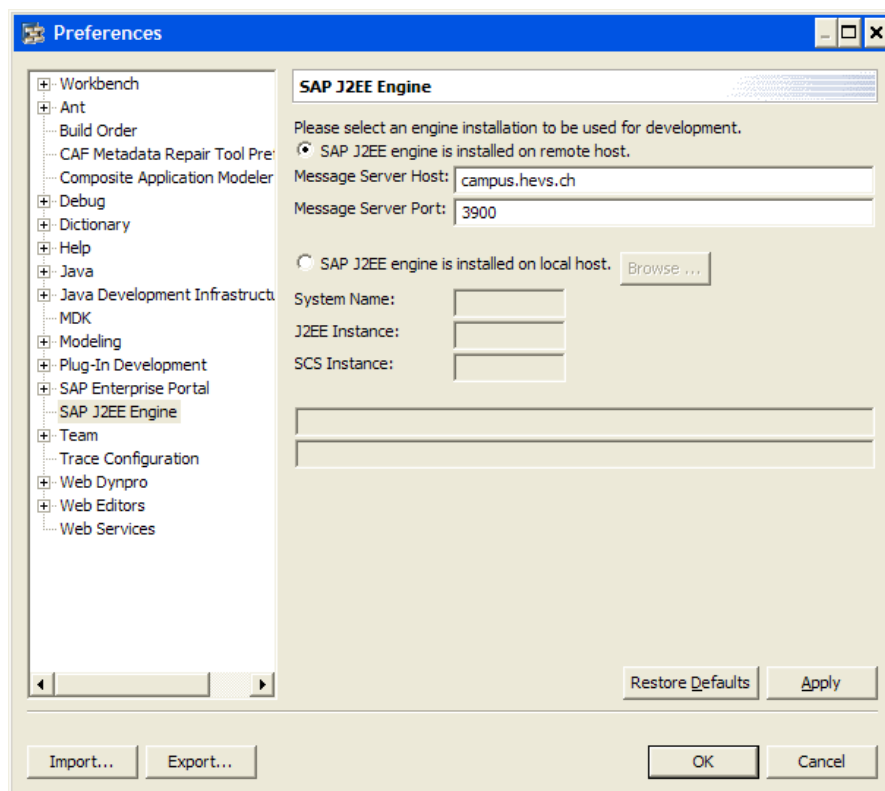 Preferences
Workbench
Ant
Build Order
CAF Metadata Repair Tool Pre
Composite Application Modeler
Debug
Dictionary
Help
Java
Java Development Infrastructu
MDK
Modeling
Plug-In Development
SAP Enterprise Portal
SAP J2EE Engine
Team
Trace Configuration
Web Dynpro
Web Editors
Web Services
SAP J2EE Engine
Please select an engine installation to be used for development.
SAP J2EE engine is installed on remote host.
Message Server Host: campus.hevs.ch
Message Server Port: 3900
SAP J2EE engine is installed on local host. Browse ...
System Name:
J2EE Instance:
SCS Instance:
Restore Defaults Apply
Import... Export... OK Cancel